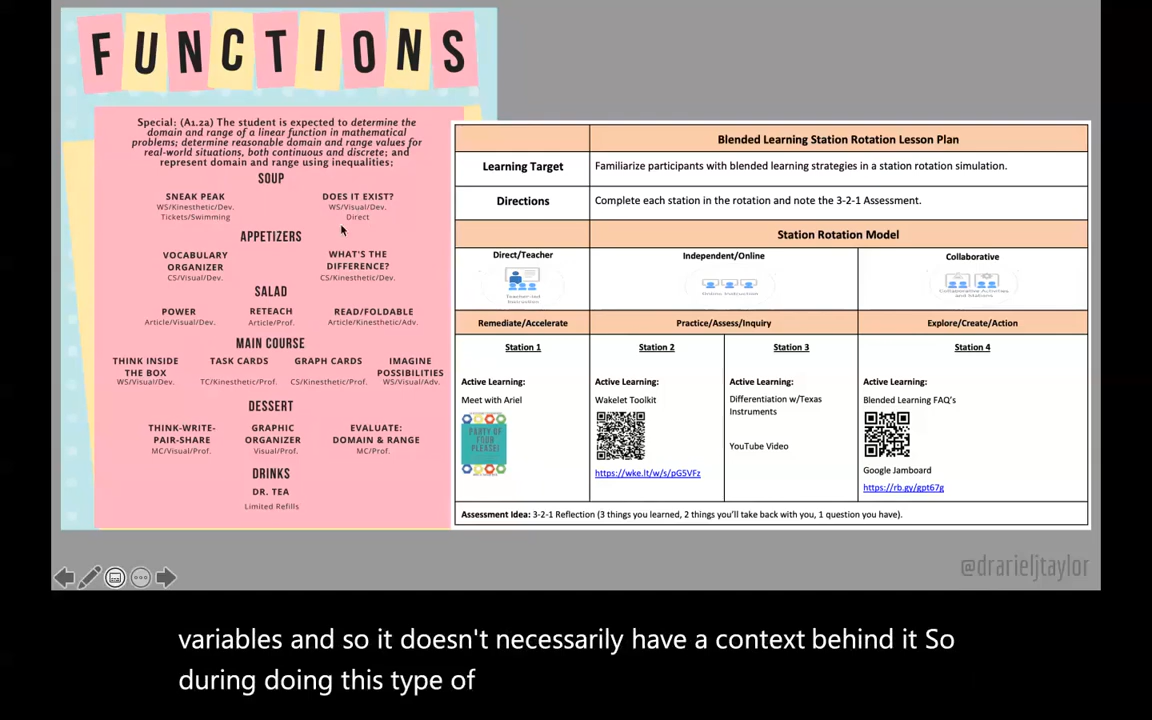 FUNCTIONS
Special: (A1.2a) The student is expected to determine the
domain and range of a linear function in mathematical
problems; determine reasonable domain and range values for
real-world situations, both continuous and discrete; and
represent domain and range using inequalities;
SOUP
SNEAK PEAK
WS/Kinesthetic/Dev.
Tickets/Swimming
DOES IT EXIST?
WS/Visual/Dev.
Direct
APPETIZERS
VOCABULARY
ORGANIZER
CS/Visual/Dev.
WHAT'S THE
DIFFERENCE?
CS/Kinesthetic/Dev.
SALAD
POWER
Article/Visual/Dev.
RETEACH
Article/Prof.
READ/FOLDABLE
Article/Kinesthetic/Adv.
MAIN COURSE
THINK INSIDE
THE BOX
WS/Visual/Dev.
TASK CARDS
TC/Kinesthetic/Prof.
GRAPH CARDS
CS/Kinesthetic/Prof.
IMAGINE
POSSIBILITIES
WS/Visual/Adv.
DESSERT
THINK-WRITE-
PAIR-SHARE
MC/Visual/Prof.
GRAPHIC
ORGANIZER
Visual/Prof.
EVALUATE:
DOMAIN & RANGE
MC/Prof.
DRINKS
DR. TEA
Limited Refills
Blended Learning Station Rotation Lesson Plan
Learning Target
Familiarize participants with blended learning strategies in a station rotation simulation.
Directions
Complete each station in the rotation and note the 3-2-1 Assessment.
Station Rotation Model
Direct/Teacher
Teacher-led
Instruction
Independent/Online
Online Instruction
Collaborative
Collaborative Activities
and Stations
Remediate/Accelerate
Practice/Assess/Inquiry
Explore/Create/Action
Station 1
Active Learning:
Meet with Ariel
PARTY OF
FOUR
PLEASE!
Station 2
Active Learning:
Wakelet Toolkit
https://wke.lt/w/s/pG5VFz
Station 3
Active Learning:
Differentiation w/Texas
Instruments
YouTube Video
Station 4
Active Learning:
Blended Learning FAQ's
Google Jamboard
https://rb.gy/gpt67g
Assessment Idea: 3-2-1 Reflection (3 things you learned, 2 things you'll take back with you, 1 question you have).
@drarieljtaylor
variables and so it doesn't necessarily have a context behind it So
during doing this type of